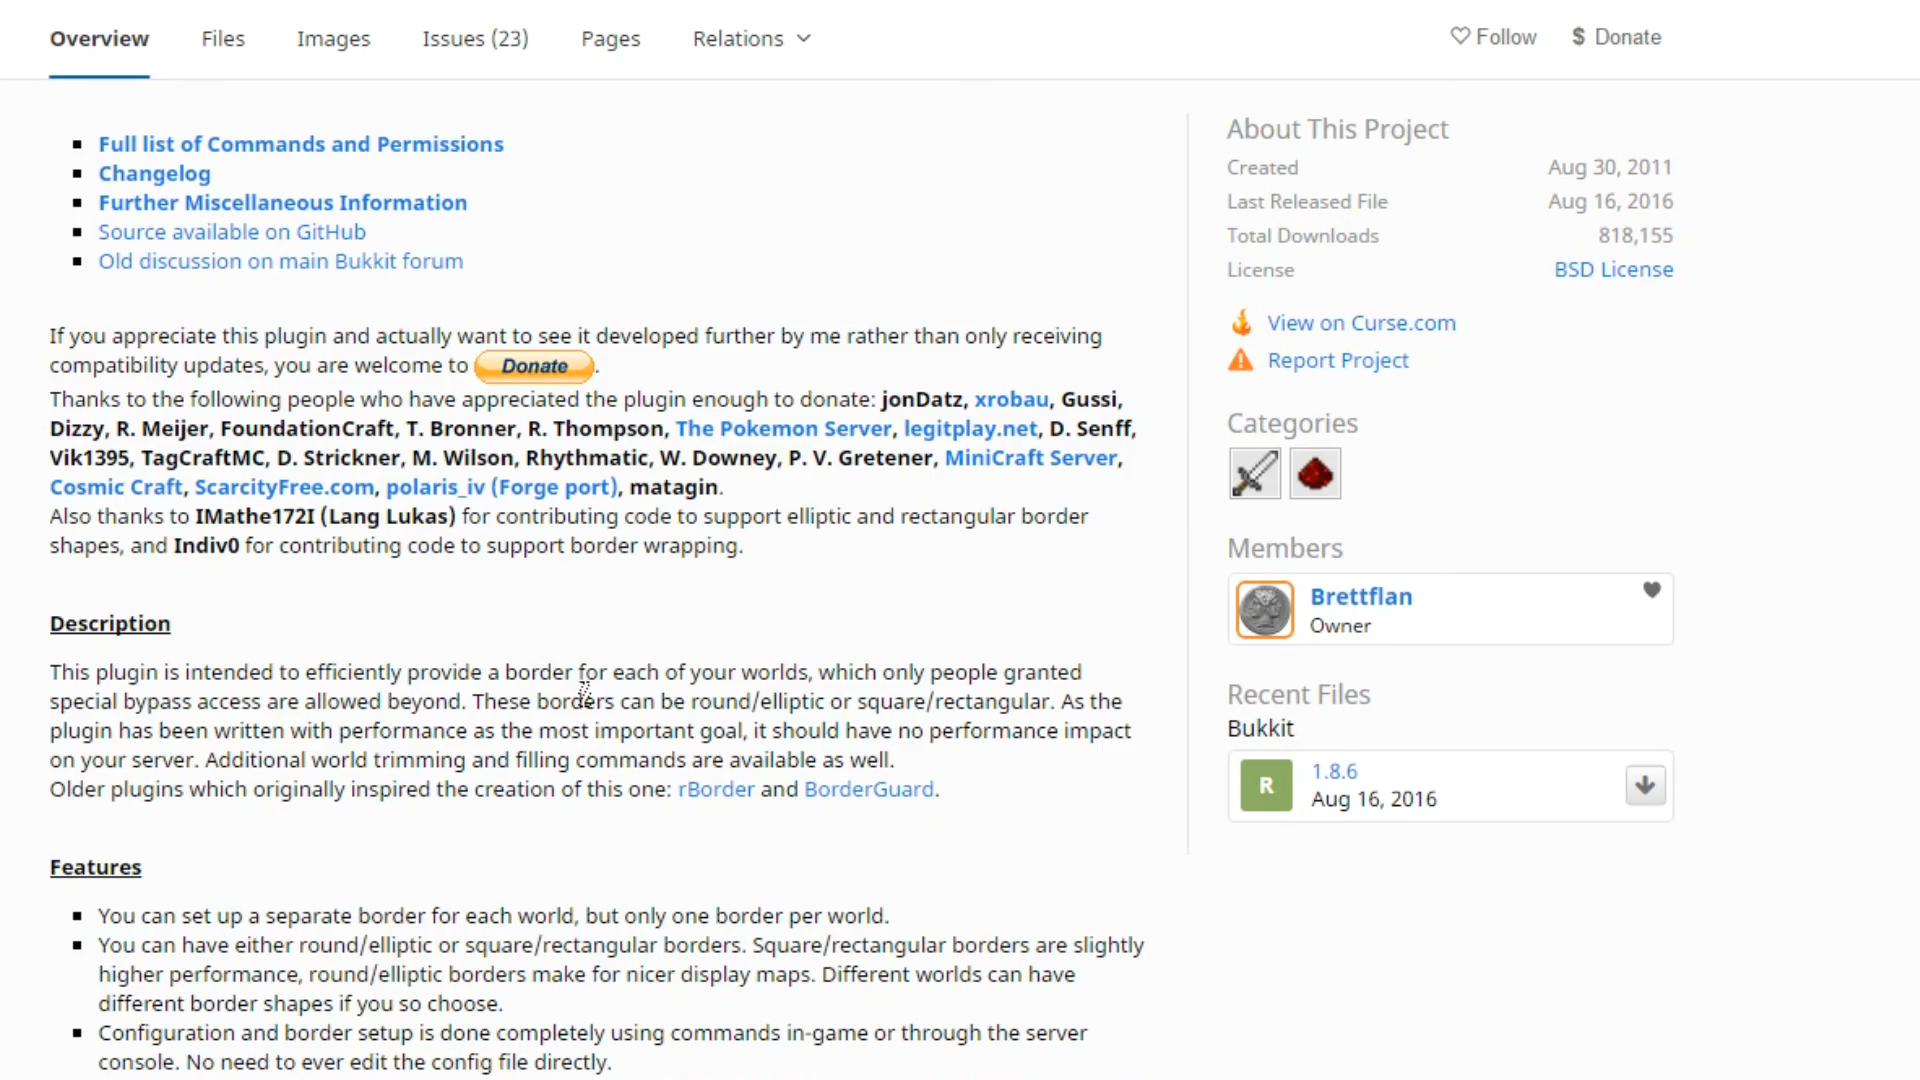 Overview Files Images Issues (23) Pages Relations Follow $ Donate
Full list of Commands and Permissions
Changelog
Further Miscellaneous Information
Source available on GitHub
Old discussion on main Bukkit forum
If you appreciate this plugin and actually want to see it developed further by me rather than only receiving
compatibility updates, you are welcome to Donate.
Thanks to the following people who have appreciated the plugin enough to donate: jonDatz, xrobau, Gussi,
Dizzy, R. Meijer, FoundationCraft, T. Bronner, R. Thompson, The Pokemon Server, legitplay.net, D. Senff,
Vik1395, TagCraftMC, D. Strickner, M. Wilson, Rhythmatic, W. Downey, P. V. Gretener, MiniCraft Server,
Cosmic Craft, ScarcityFree.com, polaris_iv (Forge port), matagin.
Also thanks to IMathe172I (Lang Lukas) for contributing code to support elliptic and rectangular border
shapes, and Indiv0 for contributing code to support border wrapping.
Description
This plugin is intended to efficiently provide a border for each of your worlds, which only people granted
special bypass access are allowed beyond. These borders can be round/elliptic or square/rectangular. As the
plugin has been written with performance as the most important goal, it should have no performance impact
on your server. Additional world trimming and filling commands are available as well.
Older plugins which originally inspired the creation of this one: rBorder and BorderGuard.
Features
You can set up a separate border for each world, but only one border per world.
You can have either round/elliptic or square/rectangular borders. Square/rectangular borders are slightly
higher performance, round/elliptic borders make for nicer display maps. Different worlds can have
different border shapes if you so choose.
Configuration and border setup is done completely using commands in-game or through the server
console. No need to ever edit the config file directly.
About This Project
Created Aug 30, 2011
Last Released File Aug 16, 2016
Total Downloads 818,155
License BSD License
View on Curse.com
Report Project
Categories
Members
Brettflan
Owner
Recent Files
Bukkit
R 1.8.6
Aug 16, 2016